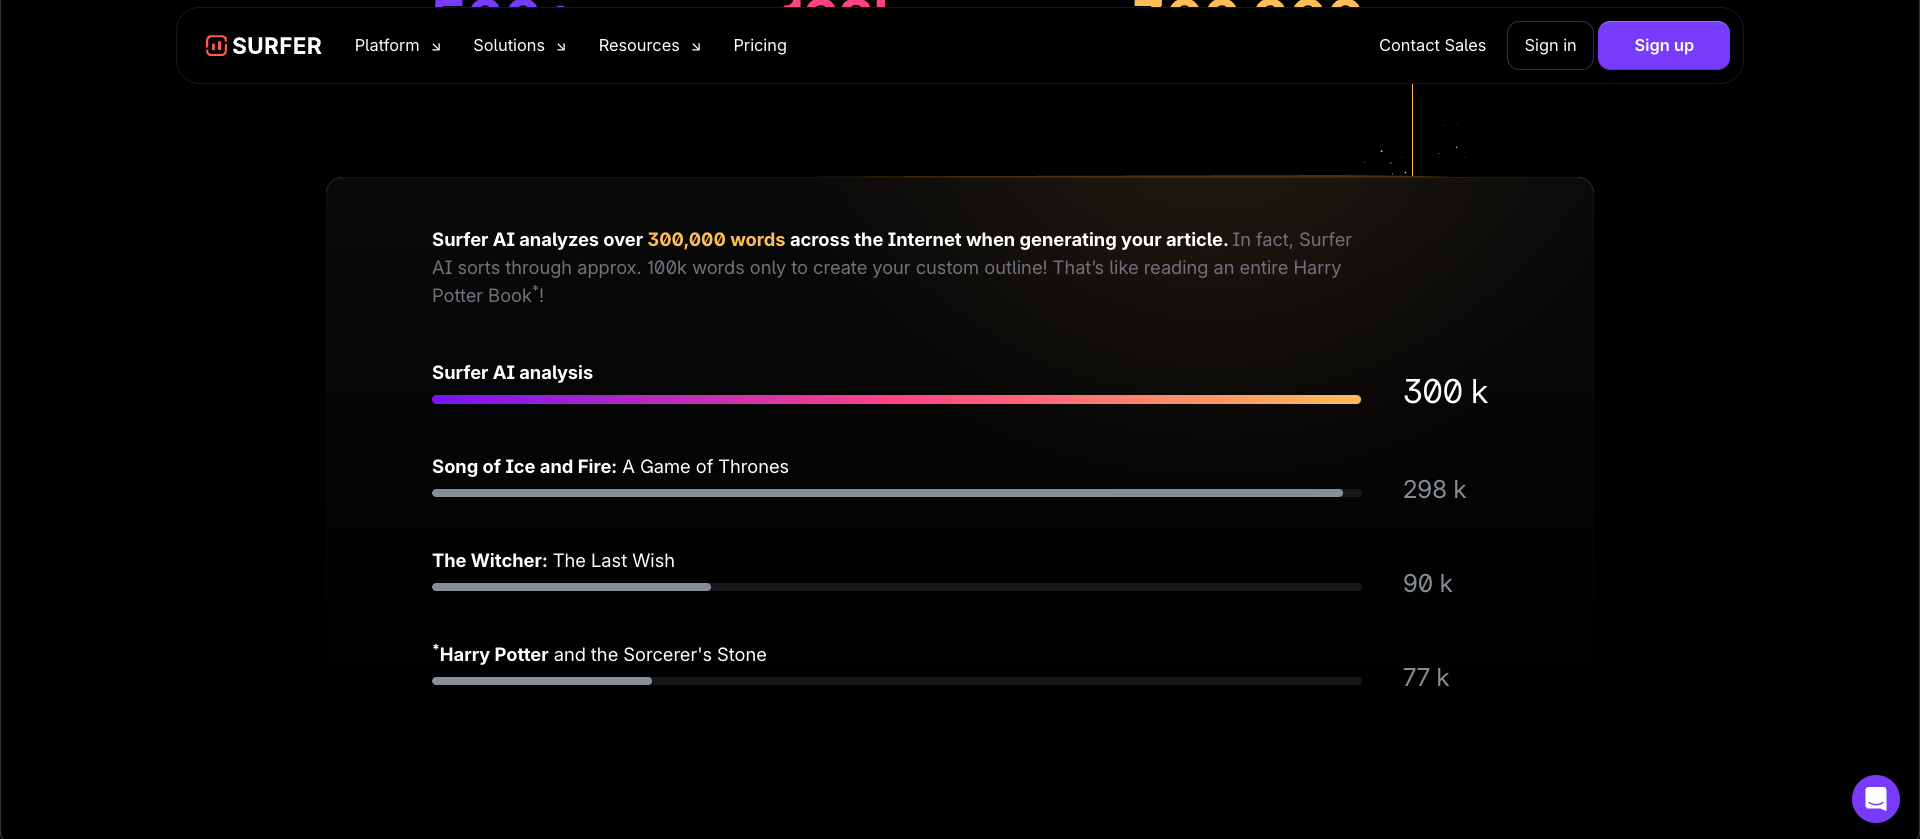 SURFER
Platform
Solutions
Resources
Pricing
Contact Sales
Sign in
Sign up
Surfer AI analyzes over 300,000 words across the Internet when generating your article. In fact, Surfer
AI sorts through approx. 100k words only to create your custom outline! That’s like reading an entire Harry
Potter Book*!
Surfer AI analysis
300 k
Song of Ice and Fire: A Game of Thrones
298 k
The Witcher: The Last Wish
90 k
*Harry Potter and the Sorcerer's Stone
77 k